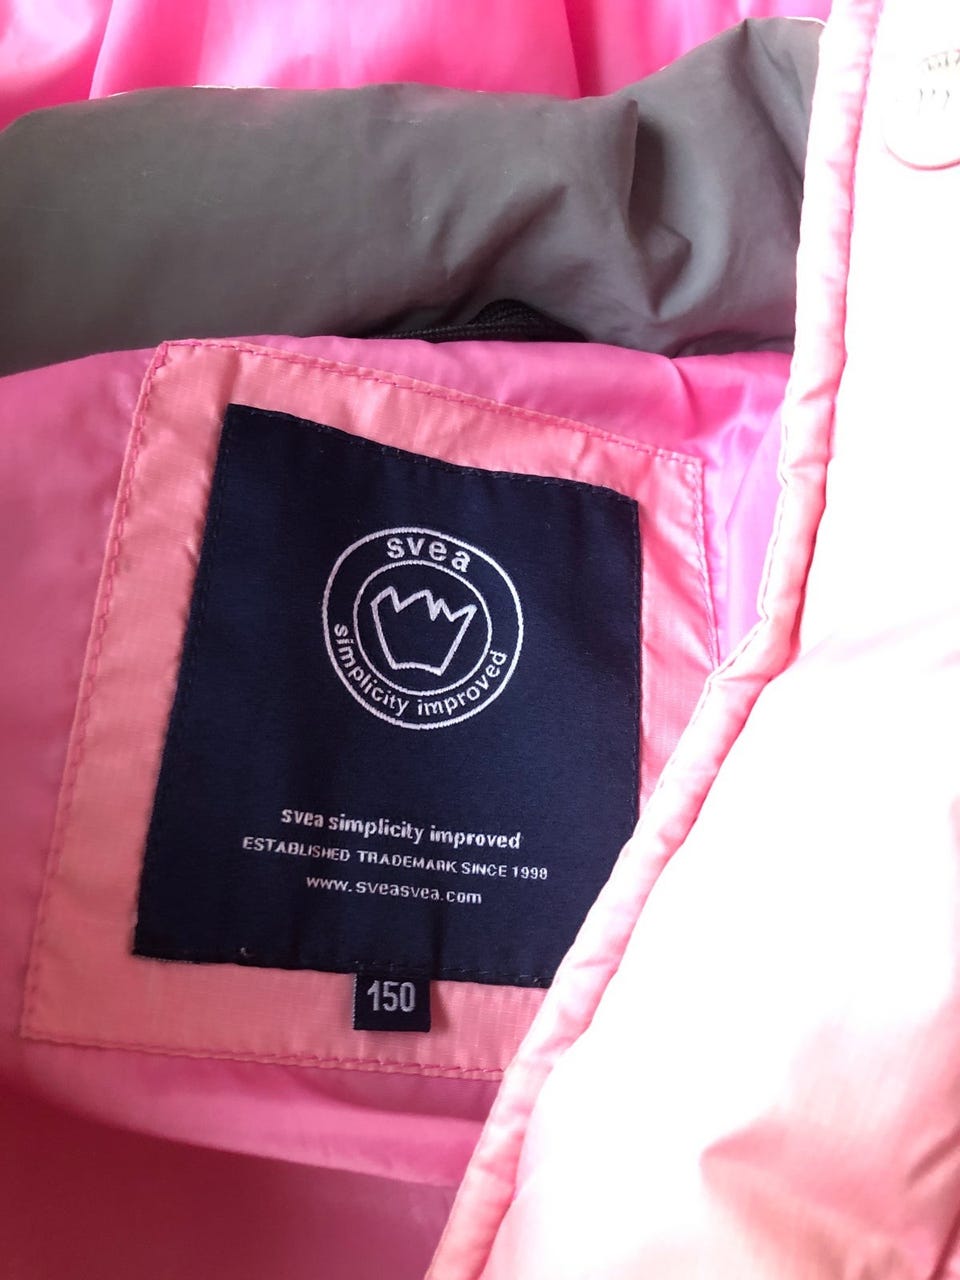 svea
simplicity improved
svea simplicity improved
ESTABLISHED TRADEMARK SINCE 1998
www.sveasvea.com
150